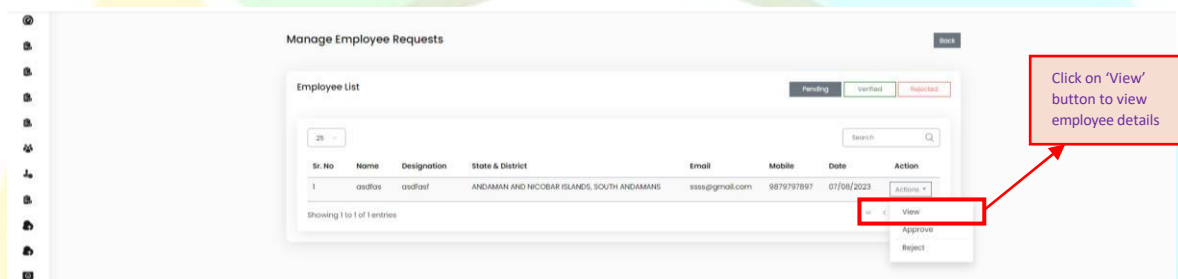 Manage Employee Requests
Back
Employee List
Pending
Verified
Rejected
25
Search
Sr. No Name Designation State & District Email Mobile Date Action
1 asdfas asdfasf ANDAMAN AND NICOBAR ISLANDS, SOUTH ANDAMANS ssss@gmail.com 9879797897 07/08/2023 Actions
Showing 1 to 1 of 1 entries
« ‹
View
Approve
Reject
Click on ‘View’
button to view
employee details